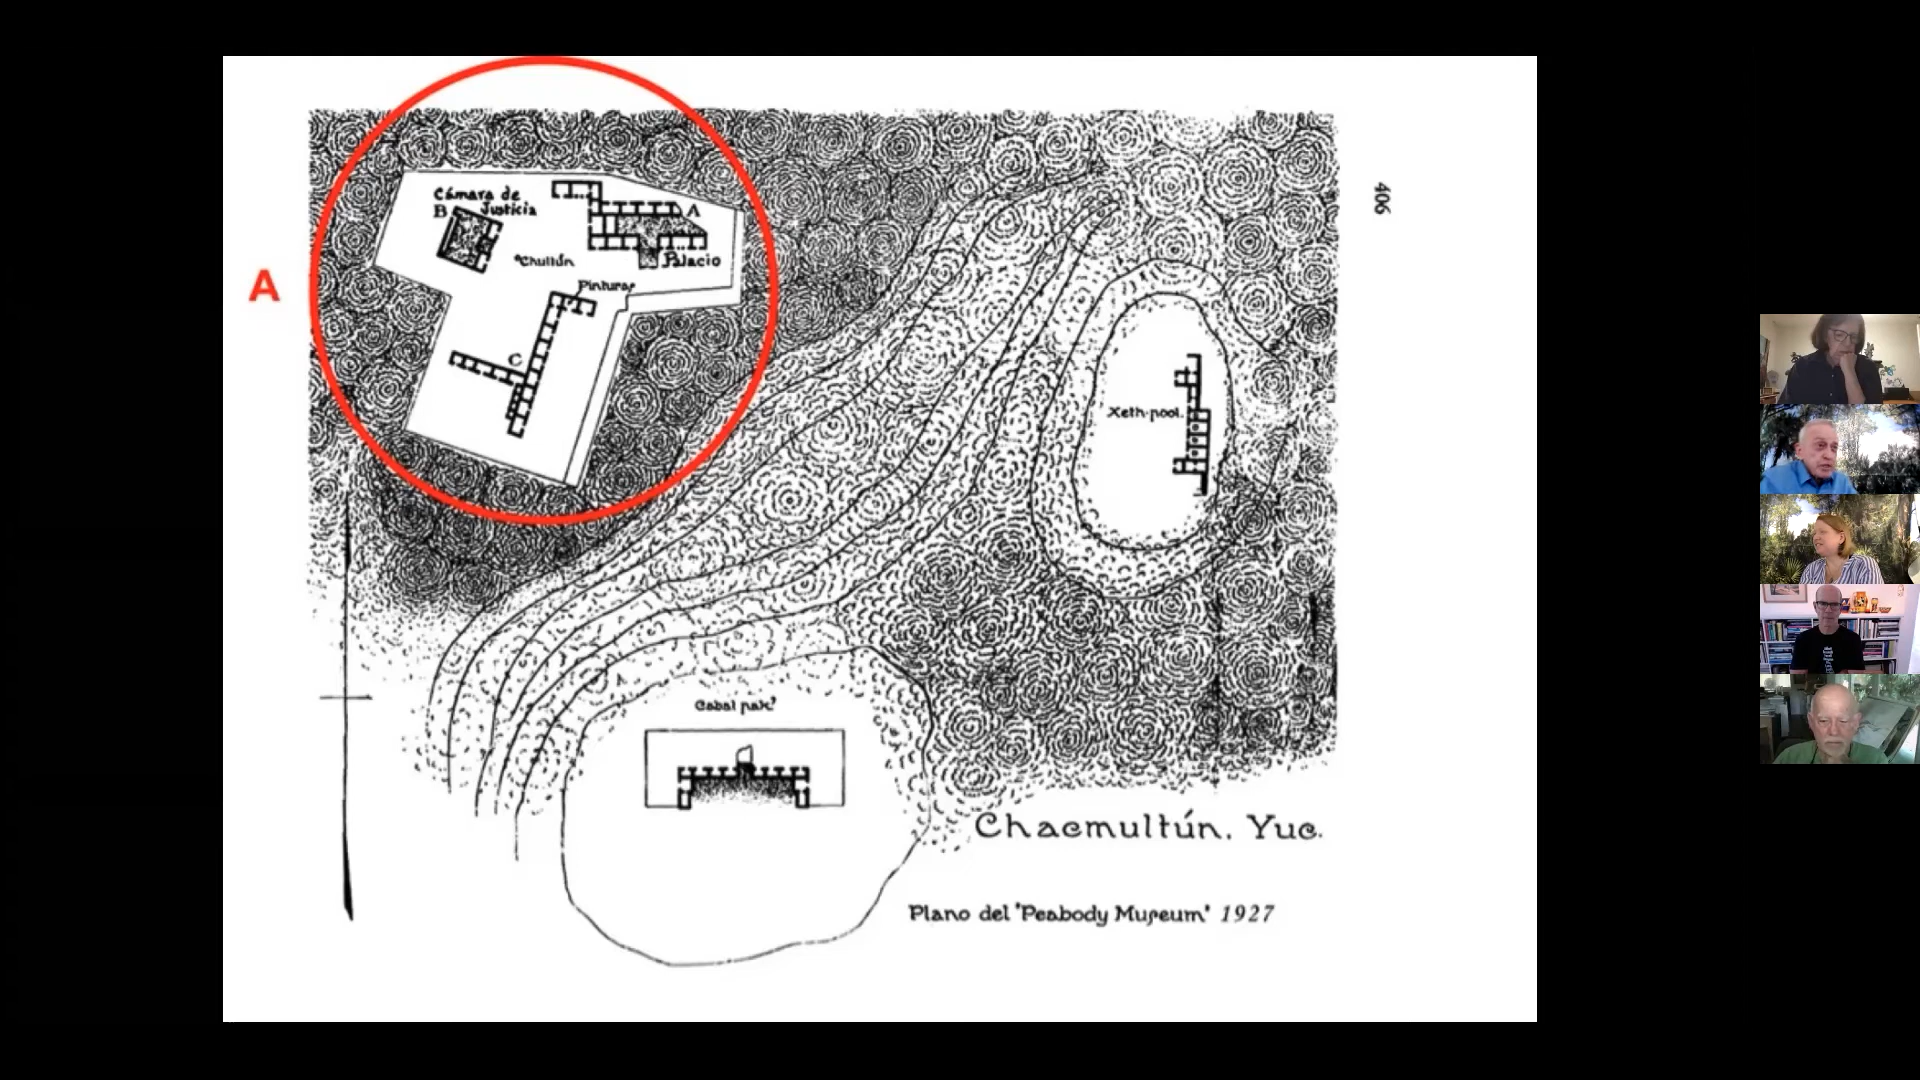 A
Cámara de
Justicia
B
A
Palacio
Chultún
Pinturas
C
406
Xeth-pool.
Cabal pak.
Chacmultún, Yuc.
Plano del 'Peabody Museum' 1927